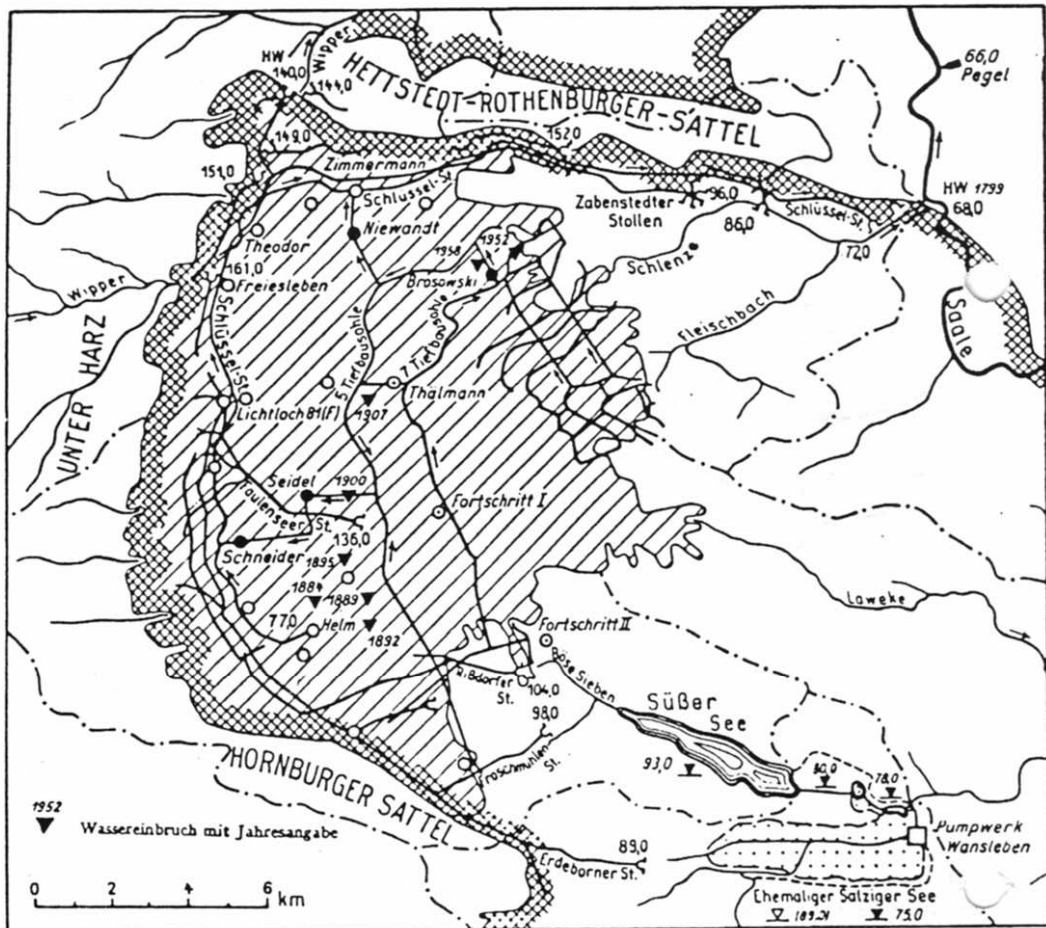 HW
140,0
144,0
Wipper
HETTSTEDT-ROTHENBURGER-SATTEL
66,0
Pegel
149,0
152,0
151,0
Zimmermann
Schlüssel-St.
Zabenstedter
Stollen
96,0
86,0
Schlüssel-St.
HW 1799
68,0
72,0
Niewandt
Theodor
1958
1952
Brosowski
Schlenze
161,0
Freiesleben
Wipper
Fleischbach
Saale
UNTER HARZ
Schlüssel-St.
5. Tiefbausohle
7 Tiefbausohle
Thälmann
Lichtloch 81(F)
1907
Seidel
1900
Faulenseer St.
136,0
Fortschritt I
Schneider
1895
1884
1889
77,0
Helm
1892
Laweke
Fortschritt II
Rißdorfer
St.
104,0
98,0
Böse Sieben
Süßer
See
Froschmühlen-
St.
93,0
80,0
78,0
HORNBURGER SATTEL
1952
Wassereinbruch mit Jahresangabe
Pumpwerk
Wansleben
89,0
Erdeborner St.
0 2 4 6
km
Ehemaliger Salziger See
75,0